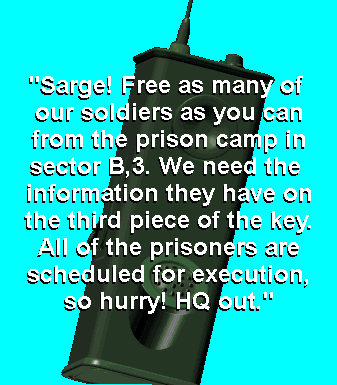 "Sarge! Free as many of
our soldiers as you can
from the prison camp in
sector B,3. We need the
information they have on
the third piece of the key.
All of the prisoners are
scheduled for execution,
so hurry! HQ out."